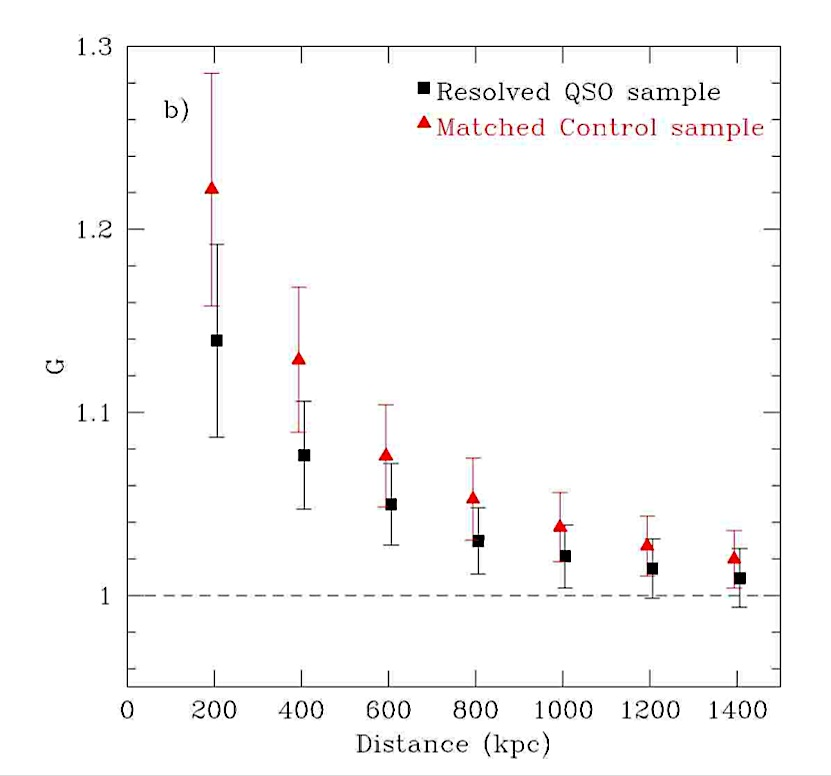 1.3
b)
Resolved QSO sample
Matched Control sample
1.2
G
1.1
1
0 200 400 600 800 1000 1200 1400
Distance (kpc)